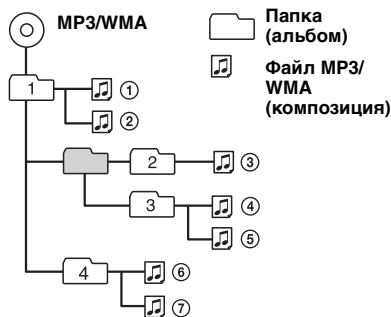 MP3/WMA
Папка
(альбом)
Файл MP3/
WMA
(композиция)
1
①
②
2
③
3
④
⑤
4
⑥
⑦